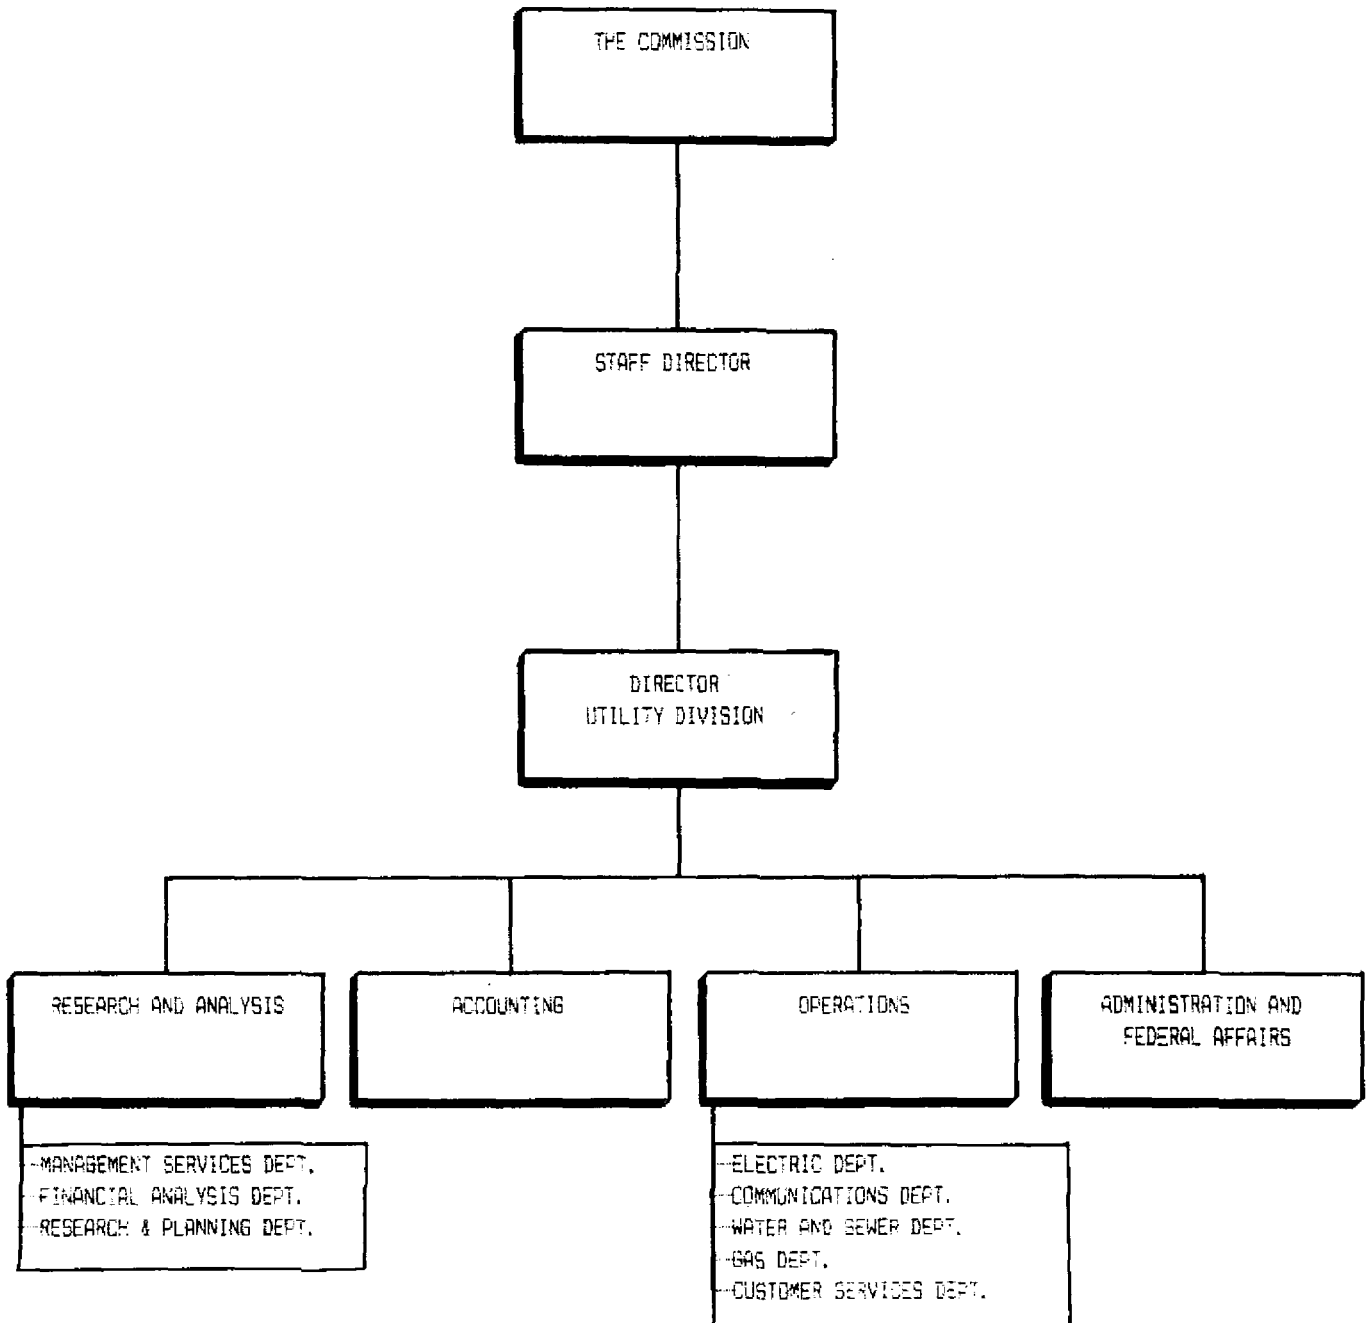 THE COMMISSION
STAFF DIRECTOR
DIRECTOR
UTILITY DIVISION
RESEARCH AND ANALYSIS
ACCOUNTING
OPERATIONS
ADMINISTRATION AND
FEDERAL AFFAIRS
MANAGEMENT SERVICES DEPT.
FINANCIAL ANALYSIS DEPT.
RESEARCH & PLANNING DEPT.
ELECTRIC DEPT.
COMMUNICATIONS DEPT.
WATER AND SEWER DEPT.
GAS DEPT.
CUSTOMER SERVICES DEPT.